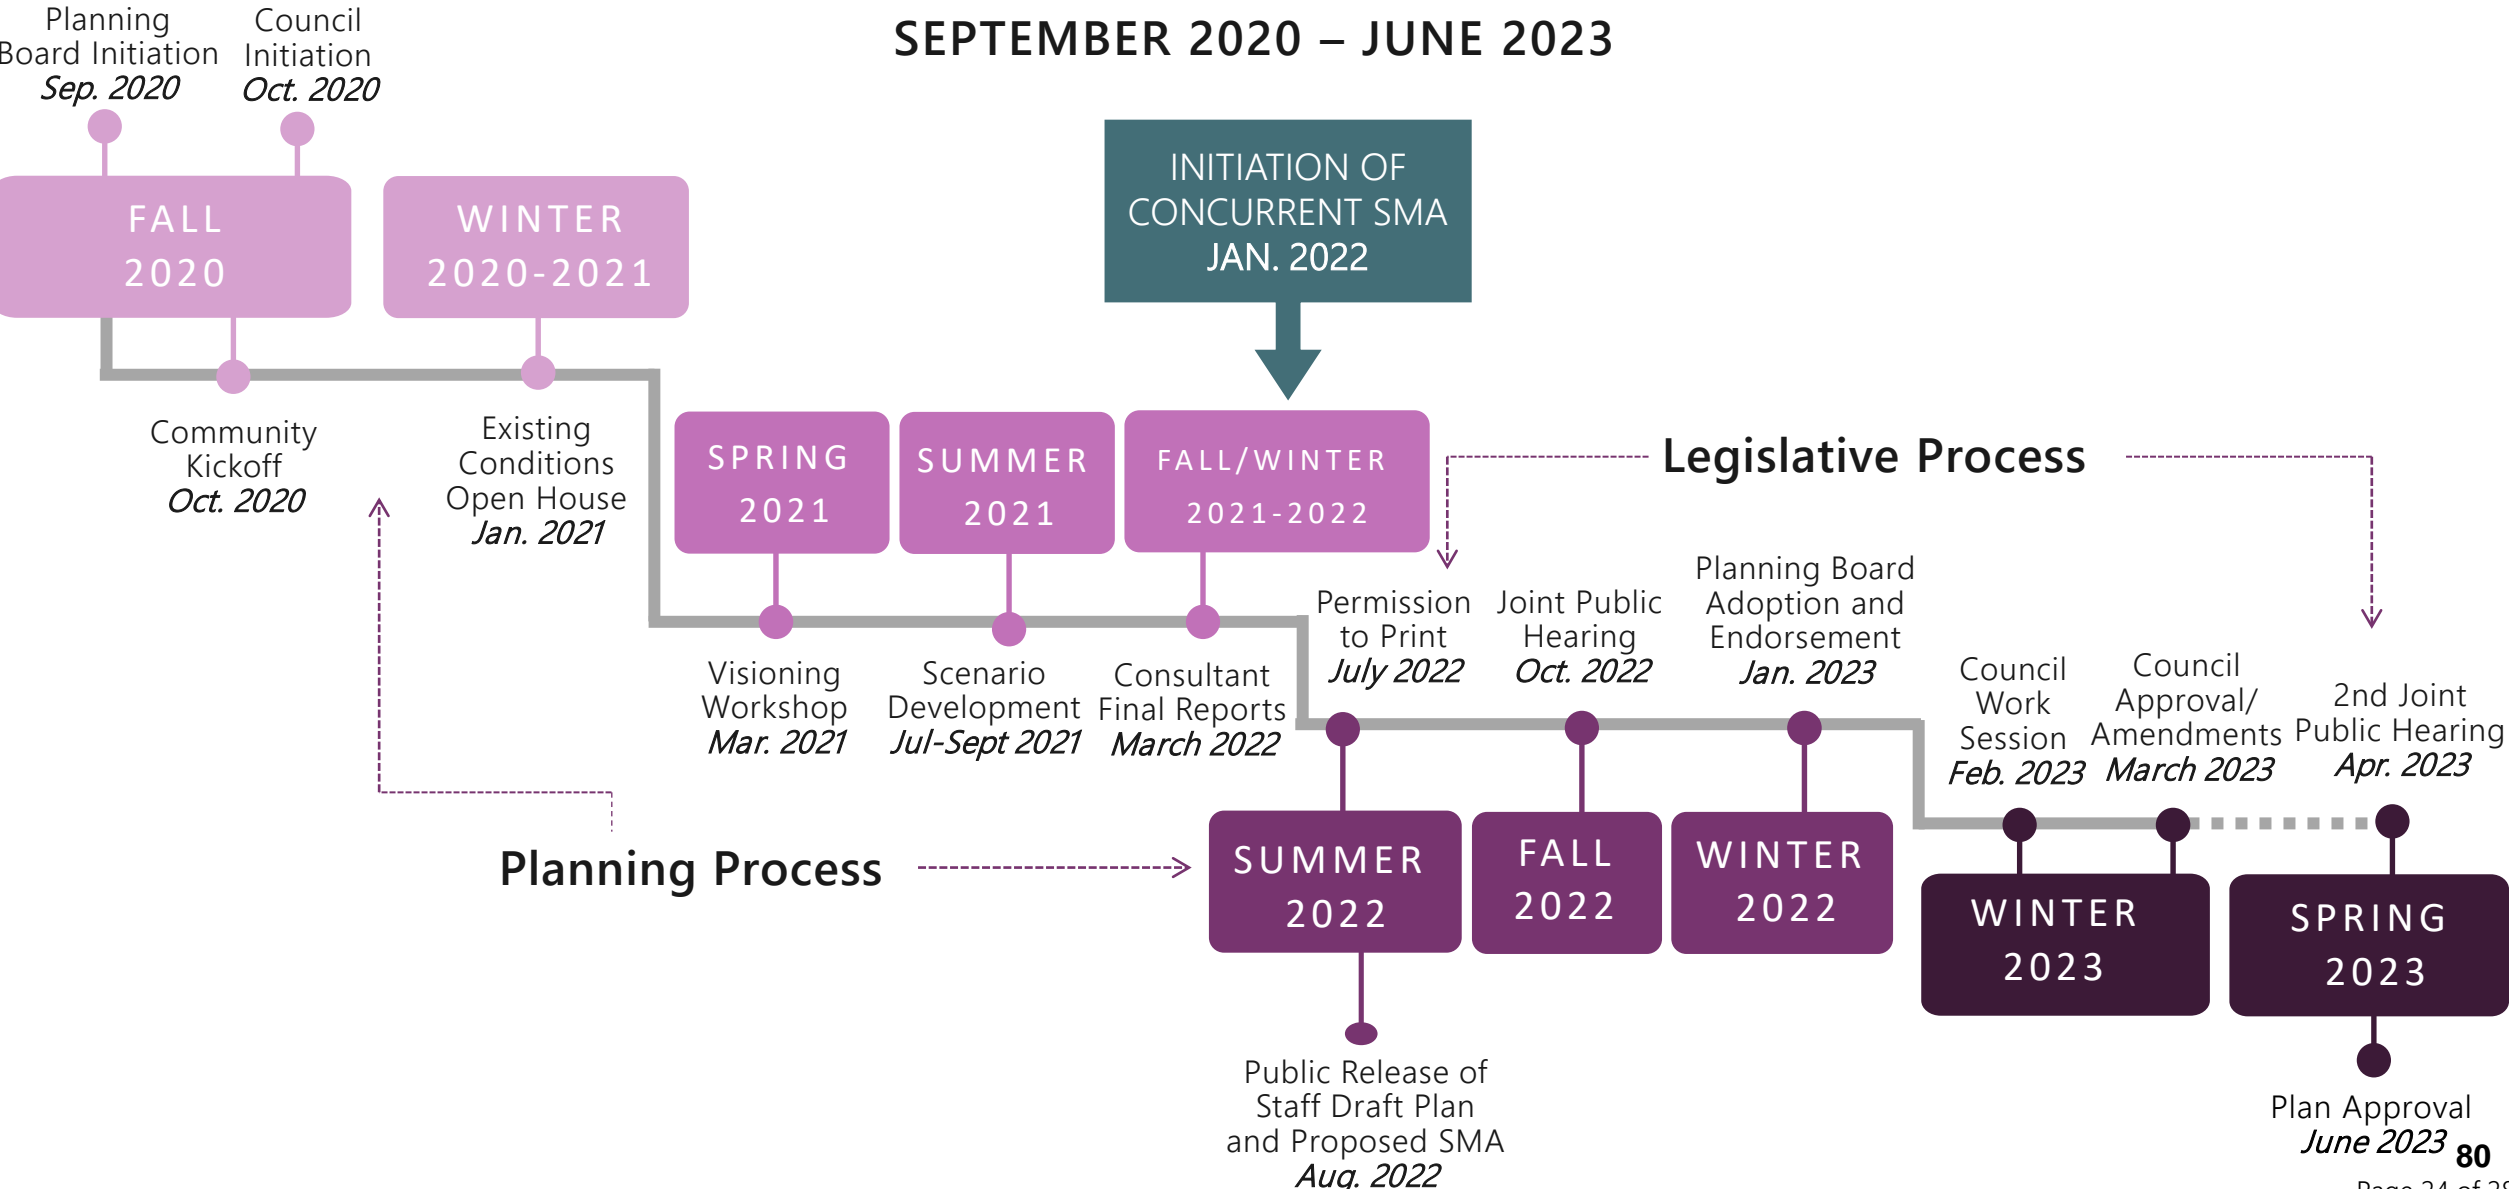 SEPTEMBER 2020 – JUNE 2023
Planning
Board Initiation
Sep. 2020
Council
Initiation
Oct. 2020
FALL
2020
WINTER
2020-2021
INITIATION OF
CONCURRENT SMA
JAN. 2022
Community
Kickoff
Oct. 2020
Existing
Conditions
Open House
Jan. 2021
SPRING
2021
SUMMER
2021
FALL/WINTER
2021-2022
Legislative Process
Visioning
Workshop
Mar. 2021
Scenario
Development
Jul-Sept 2021
Consultant
Final Reports
March 2022
Permission
to Print
July 2022
Joint Public
Hearing
Oct. 2022
Planning Board
Adoption and
Endorsement
Jan. 2023
Council
Work
Session
Feb. 2023
Council
Approval/
Amendments
March 2023
2nd Joint
Public Hearing
Apr. 2023
Planning Process
SUMMER
2022
FALL
2022
WINTER
2022
WINTER
2023
SPRING
2023
Public Release of
Staff Draft Plan
and Proposed SMA
Aug. 2022
Plan Approval
June 2023
80
Page 24 of 28